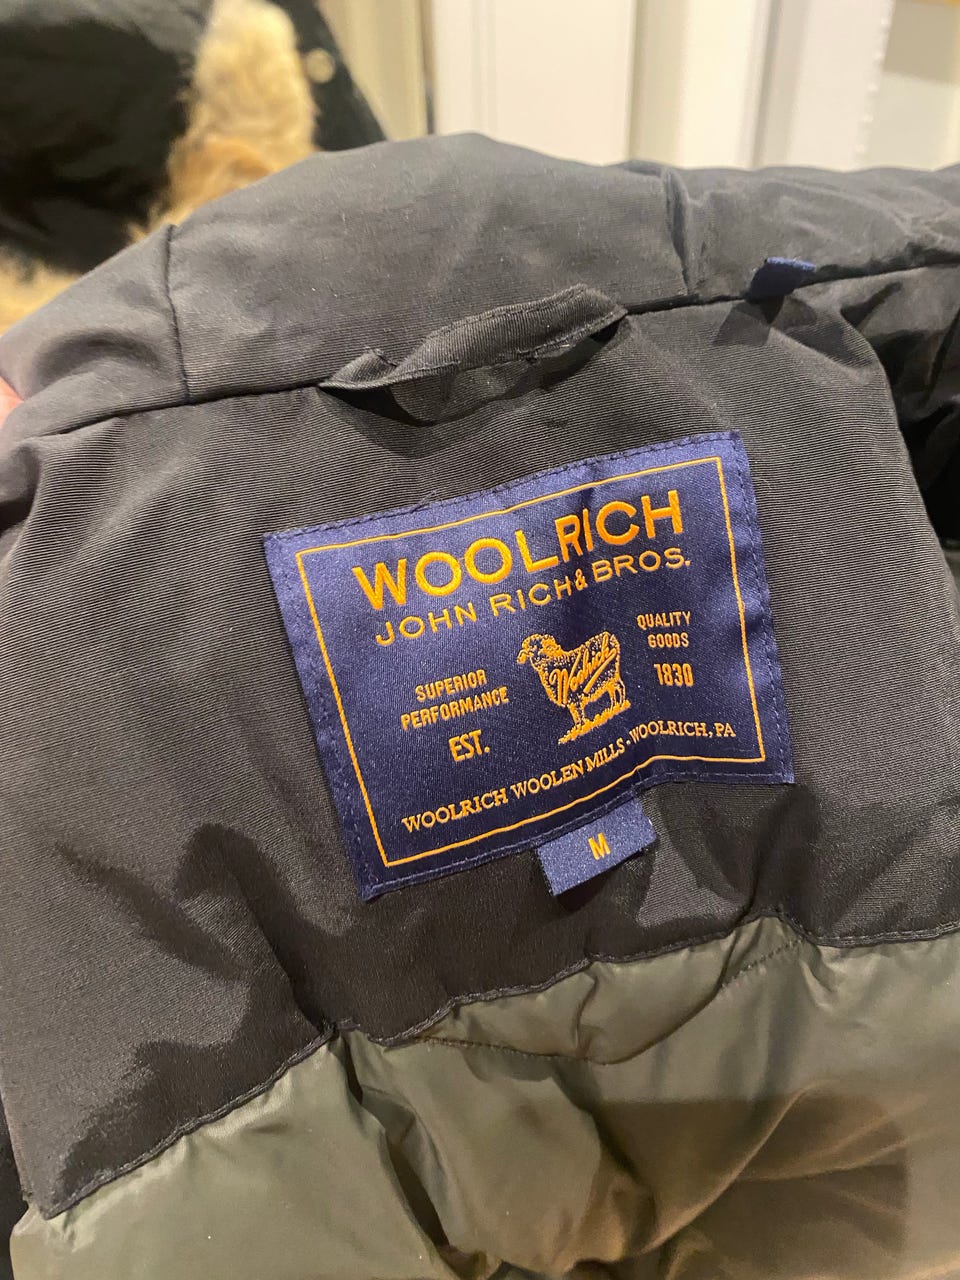 WOOLRICH
JOHN RICH & BROS.
SUPERIOR
PERFORMANCE
EST.
Woolrich
QUALITY
GOODS
1830
WOOLRICH WOOLEN MILLS - WOOLRICH, PA
M